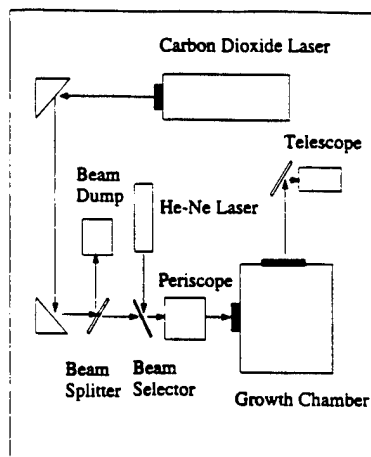 Carbon Dioxide Laser
Telescope
Beam
Dump
He-Ne Laser
Periscope
Beam
Splitter
Beam
Selector
Growth Chamber